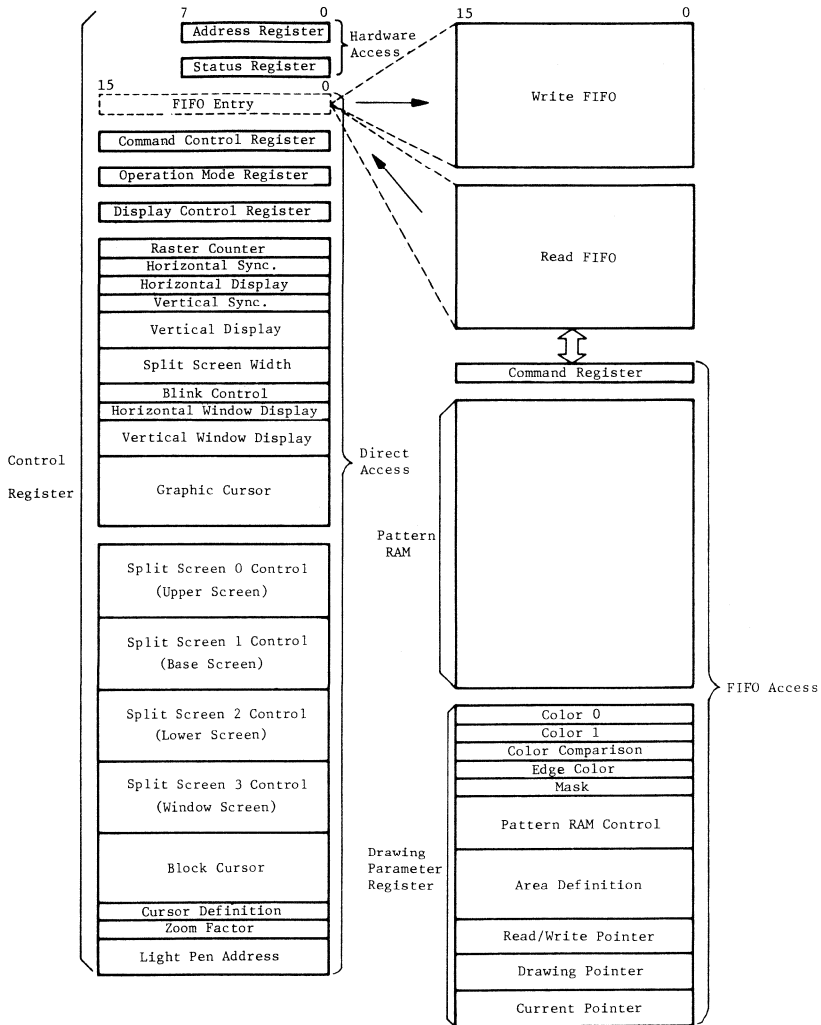 7 0
Address Register
Hardware
Access
Status Register
15 0
FIFO Entry
Command Control Register
Operation Mode Register
Display Control Register
Raster Counter
Horizontal Sync.
Horizontal Display
Vertical Sync.
Vertical Display
Split Screen Width
Blink Control
Horizontal Window Display
Vertical Window Display
Graphic Cursor
Control
Register
Direct
Access
Split Screen 0 Control
(Upper Screen)
Split Screen 1 Control
(Base Screen)
Split Screen 2 Control
(Lower Screen)
Split Screen 3 Control
(Window Screen)
Block Cursor
Cursor Definition
Zoom Factor
Light Pen Address
15 0
Write FIFO
Read FIFO
Command Register
Pattern
RAM
FIFO Access
Color 0
Color 1
Color Comparison
Edge Color
Mask
Pattern RAM Control
Drawing
Parameter
Register
Area Definition
Read/Write Pointer
Drawing Pointer
Current Pointer